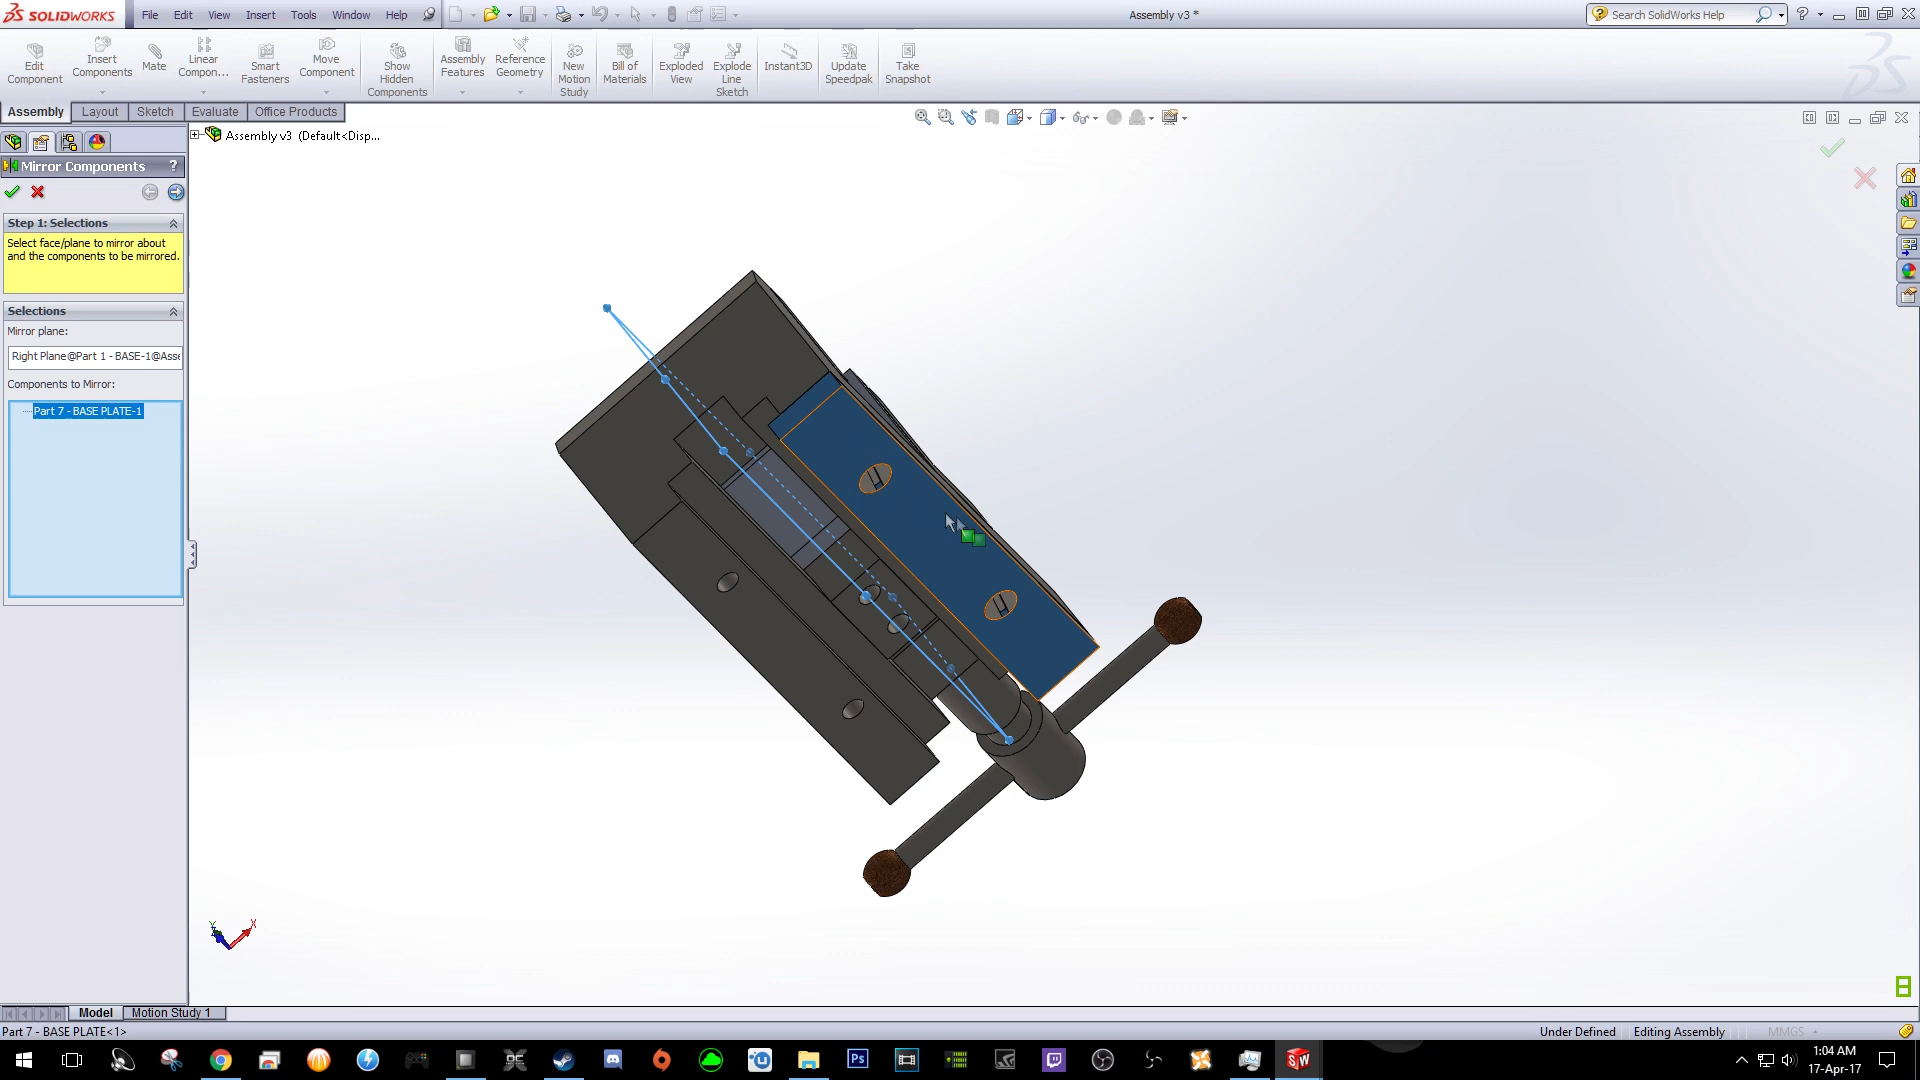 SOLIDWORKS File Edit View Insert Tools Window Help Assembly v3 * Search SolidWorks Help
Edit Component
Insert Components
Mate
Linear Compon...
Smart Fasteners
Move Component
Show Hidden Components
Assembly Features
Reference Geometry
New Motion Study
Bill of Materials
Exploded View
Explode Line Sketch
Instant3D
Update Speedpak
Take Snapshot
Assembly Layout Sketch Evaluate Office Products
Assembly v3 (Default<Disp...
Mirror Components ?
Step 1: Selections
Select face/plane to mirror about
and the components to be mirrored.
Selections
Mirror plane:
Right Plane@Part 1 - BASE-1@Asse
Components to Mirror:
Part 7 - BASE PLATE-1
Y X
Model Motion Study 1
Part 7 - BASE PLATE<1> Under Defined Editing Assembly MMGS
Ps SW
1:04 AM
17-Apr-17